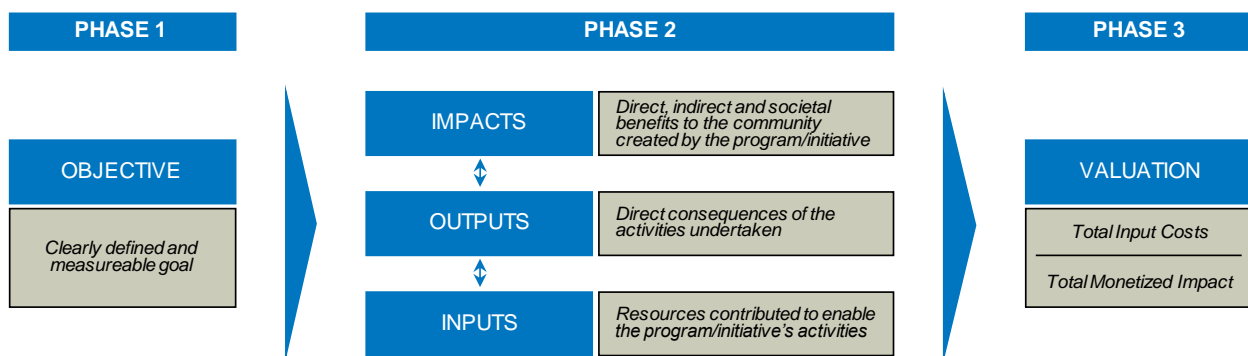 PHASE 1
PHASE 2
PHASE 3
OBJECTIVE
Clearly defined and
measureable goal
IMPACTS
Direct, indirect and societal
benefits to the community
created by the program/initiative
OUTPUTS
Direct consequences of the
activities undertaken
INPUTS
Resources contributed to enable
the program/initiative's activities
VALUATION
Total Input Costs
Total Monetized Impact